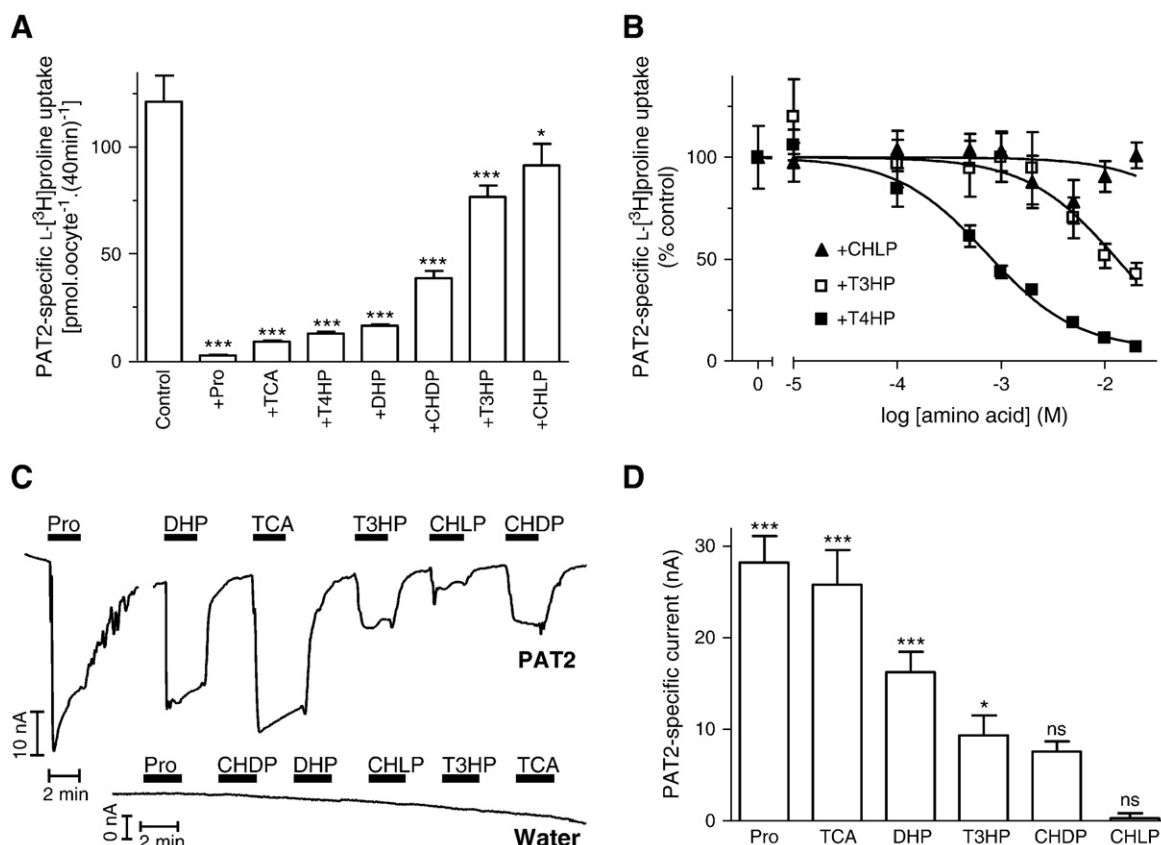 A
PAT2-specific L-[³H]proline uptake
[pmol.oocyte⁻¹.(40min)⁻¹]
100
50
0
***
***
***
***
***
***
*
Control
+Pro
+TCA
+T4HP
+DHP
+CHDP
+T3HP
+CHLP
B
PAT2-specific L-[³H]proline uptake
(% control)
100
50
0
▲ +CHLP
□ +T3HP
■ +T4HP
0 -5 -4 -3 -2
log [amino acid] (M)
C
Pro DHP TCA T3HP CHLP CHDP
PAT2
10 nA
2 min
Pro CHDP DHP CHLP T3HP TCA
0 nA
2 min
Water
D
PAT2-specific current (nA)
30
20
10
0
***
***
***
*
ns
ns
Pro TCA DHP T3HP CHDP CHLP